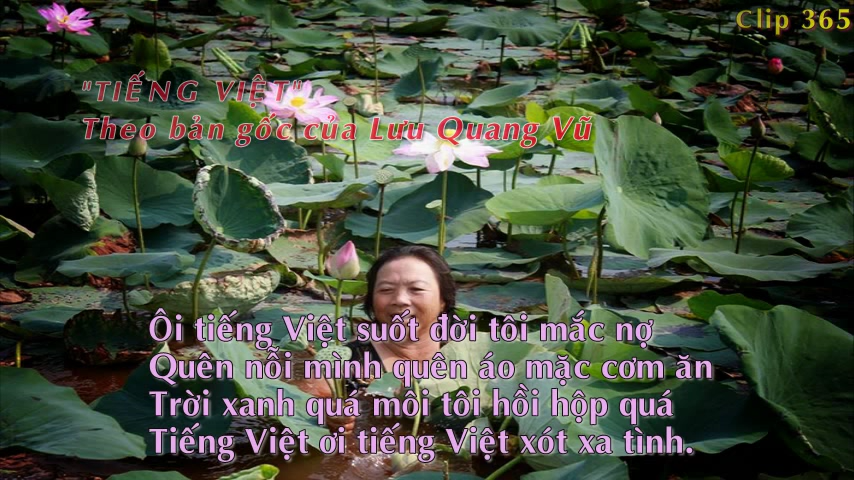 Clip 365
"TIẾNG VIỆT"
Theo bản gốc của Lưu Quang Vũ
Ôi tiếng Việt suốt đời tôi mắc nợ
Quên nỗi mình quên áo mặc cơm ăn
Trời xanh quá môi tôi hồi hộp quá
Tiếng Việt ơi tiếng Việt xót xa tình.